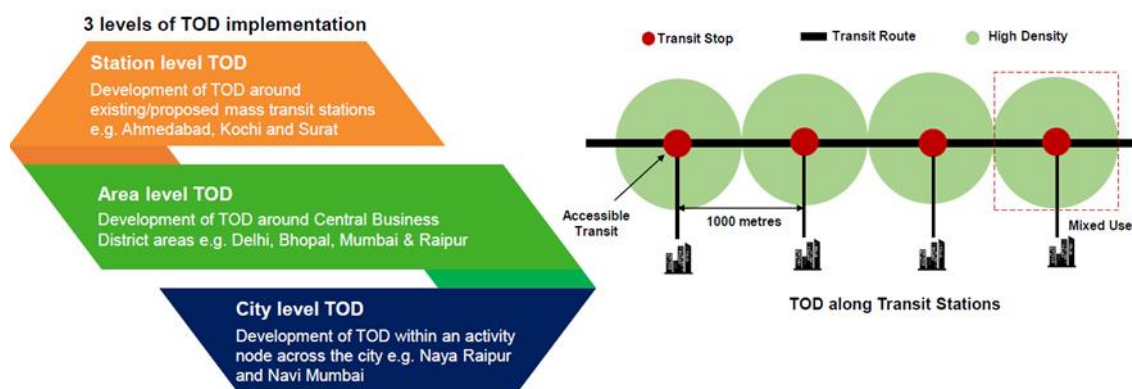 3 levels of TOD implementation
Station level TOD
Development of TOD around
existing/proposed mass transit stations
e.g. Ahmedabad, Kochi and Surat
Area level TOD
Development of TOD around Central Business
District areas e.g. Delhi, Bhopal, Mumbai & Raipur
City level TOD
Development of TOD within an activity
node across the city e.g. Naya Raipur
and Navi Mumbai
Transit Stop
Transit Route
High Density
Accessible
Transit
1000 metres
Mixed Use
TOD along Transit Stations